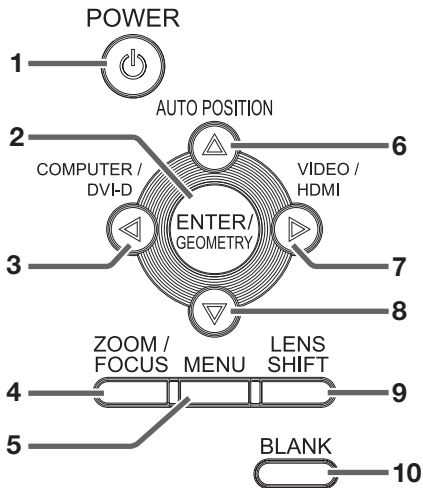 POWER
1
AUTO POSITION
2
6
COMPUTER /
DVI-D
VIDEO /
HDMI
ENTER/
GEOMETRY
3
7
8
ZOOM /
FOCUS
MENU
LENS
SHIFT
4
9
5
BLANK
10